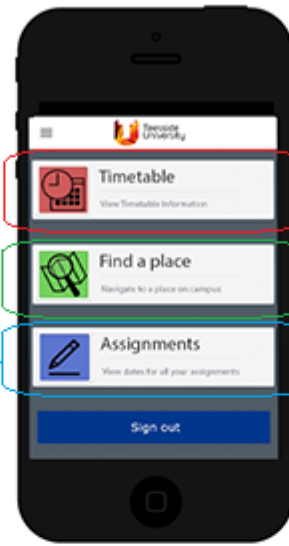 Teesside
University
Timetable
View Timetable Information
Find a place
Navigate to a place on campus
Assignments
View dates for all your assignments
Sign out